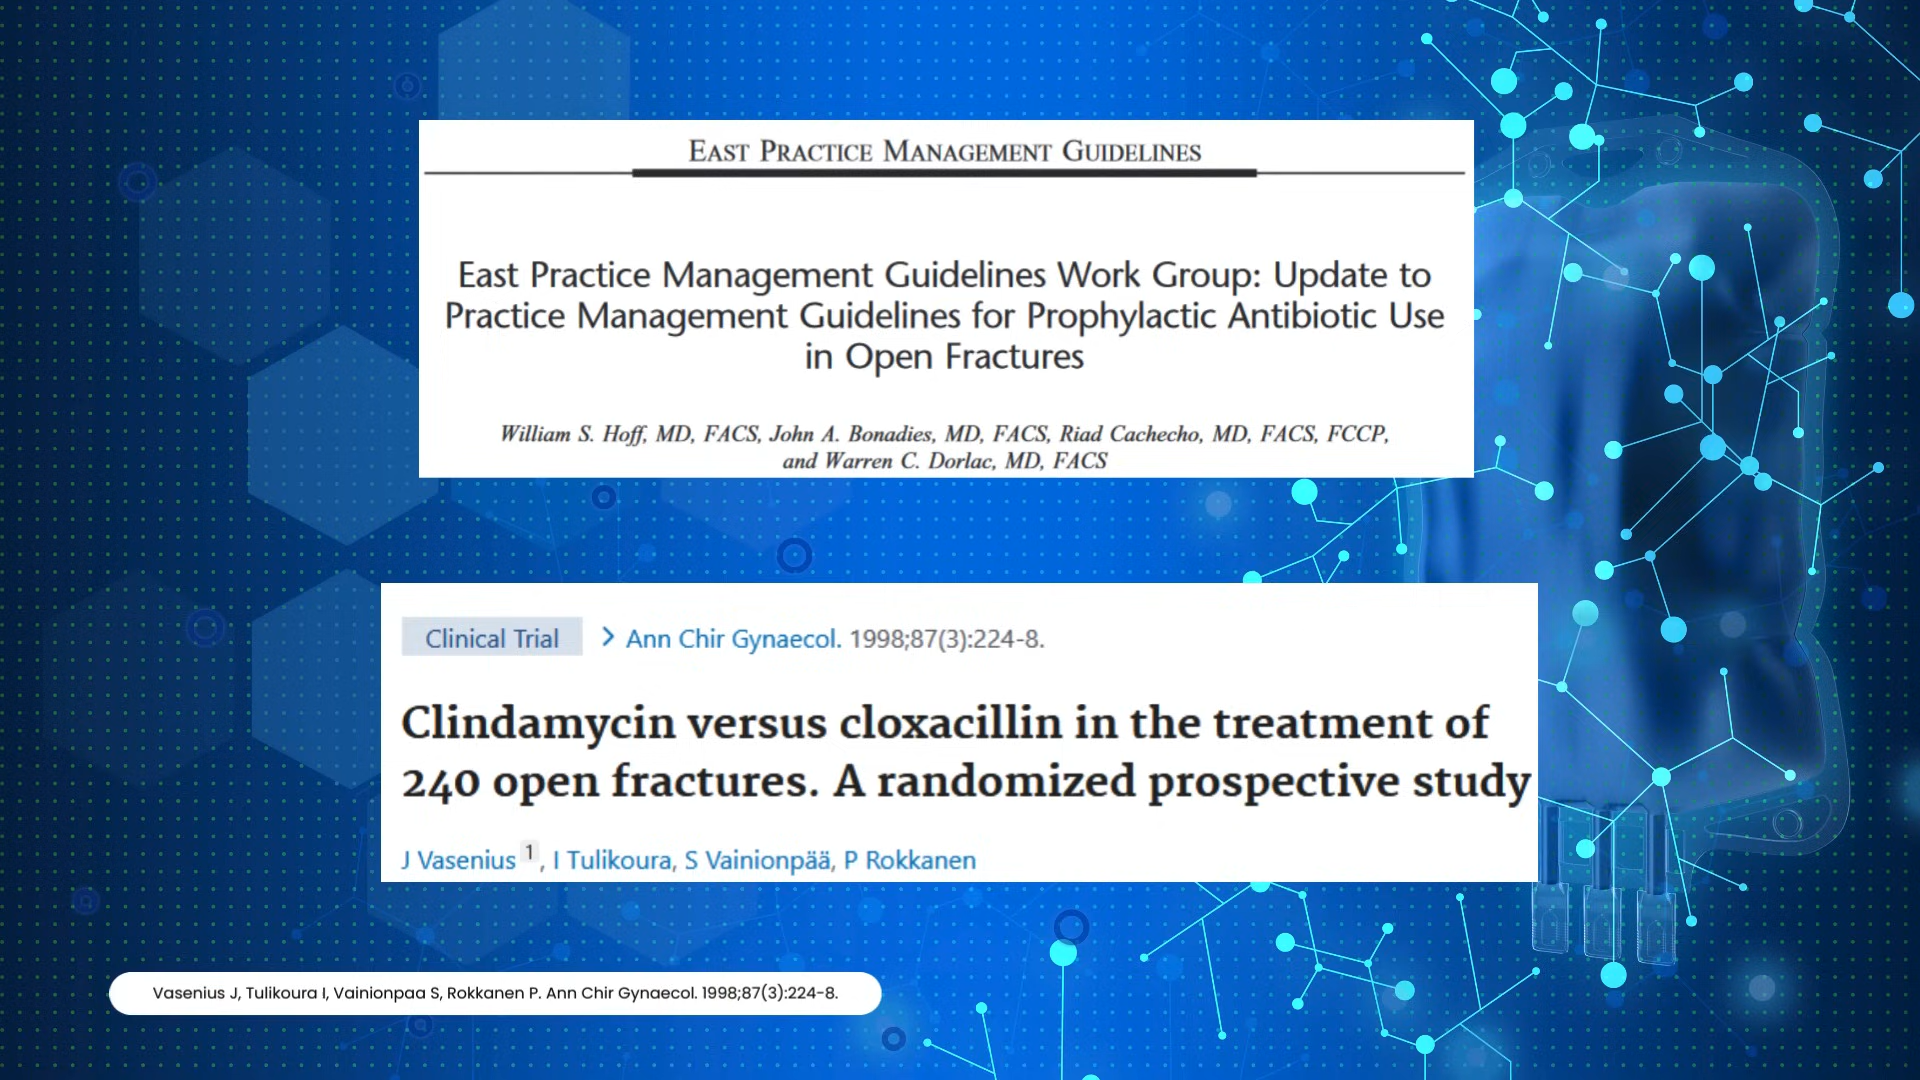 EAST PRACTICE MANAGEMENT GUIDELINES
East Practice Management Guidelines Work Group: Update to
Practice Management Guidelines for Prophylactic Antibiotic Use
in Open Fractures
William S. Hoff, MD, FACS, John A. Bonadies, MD, FACS, Riad Cachecho, MD, FACS, FCCP,
and Warren C. Dorlac, MD, FACS
Clinical Trial > Ann Chir Gynaecol. 1998;87(3):224-8.
Clindamycin versus cloxacillin in the treatment of
240 open fractures. A randomized prospective study
J Vasenius 1, I Tulikoura, S Vainionpää, P Rokkanen
Vasenius J, Tulikoura I, Vainionpaa S, Rokkanen P. Ann Chir Gynaecol. 1998;87(3):224-8.